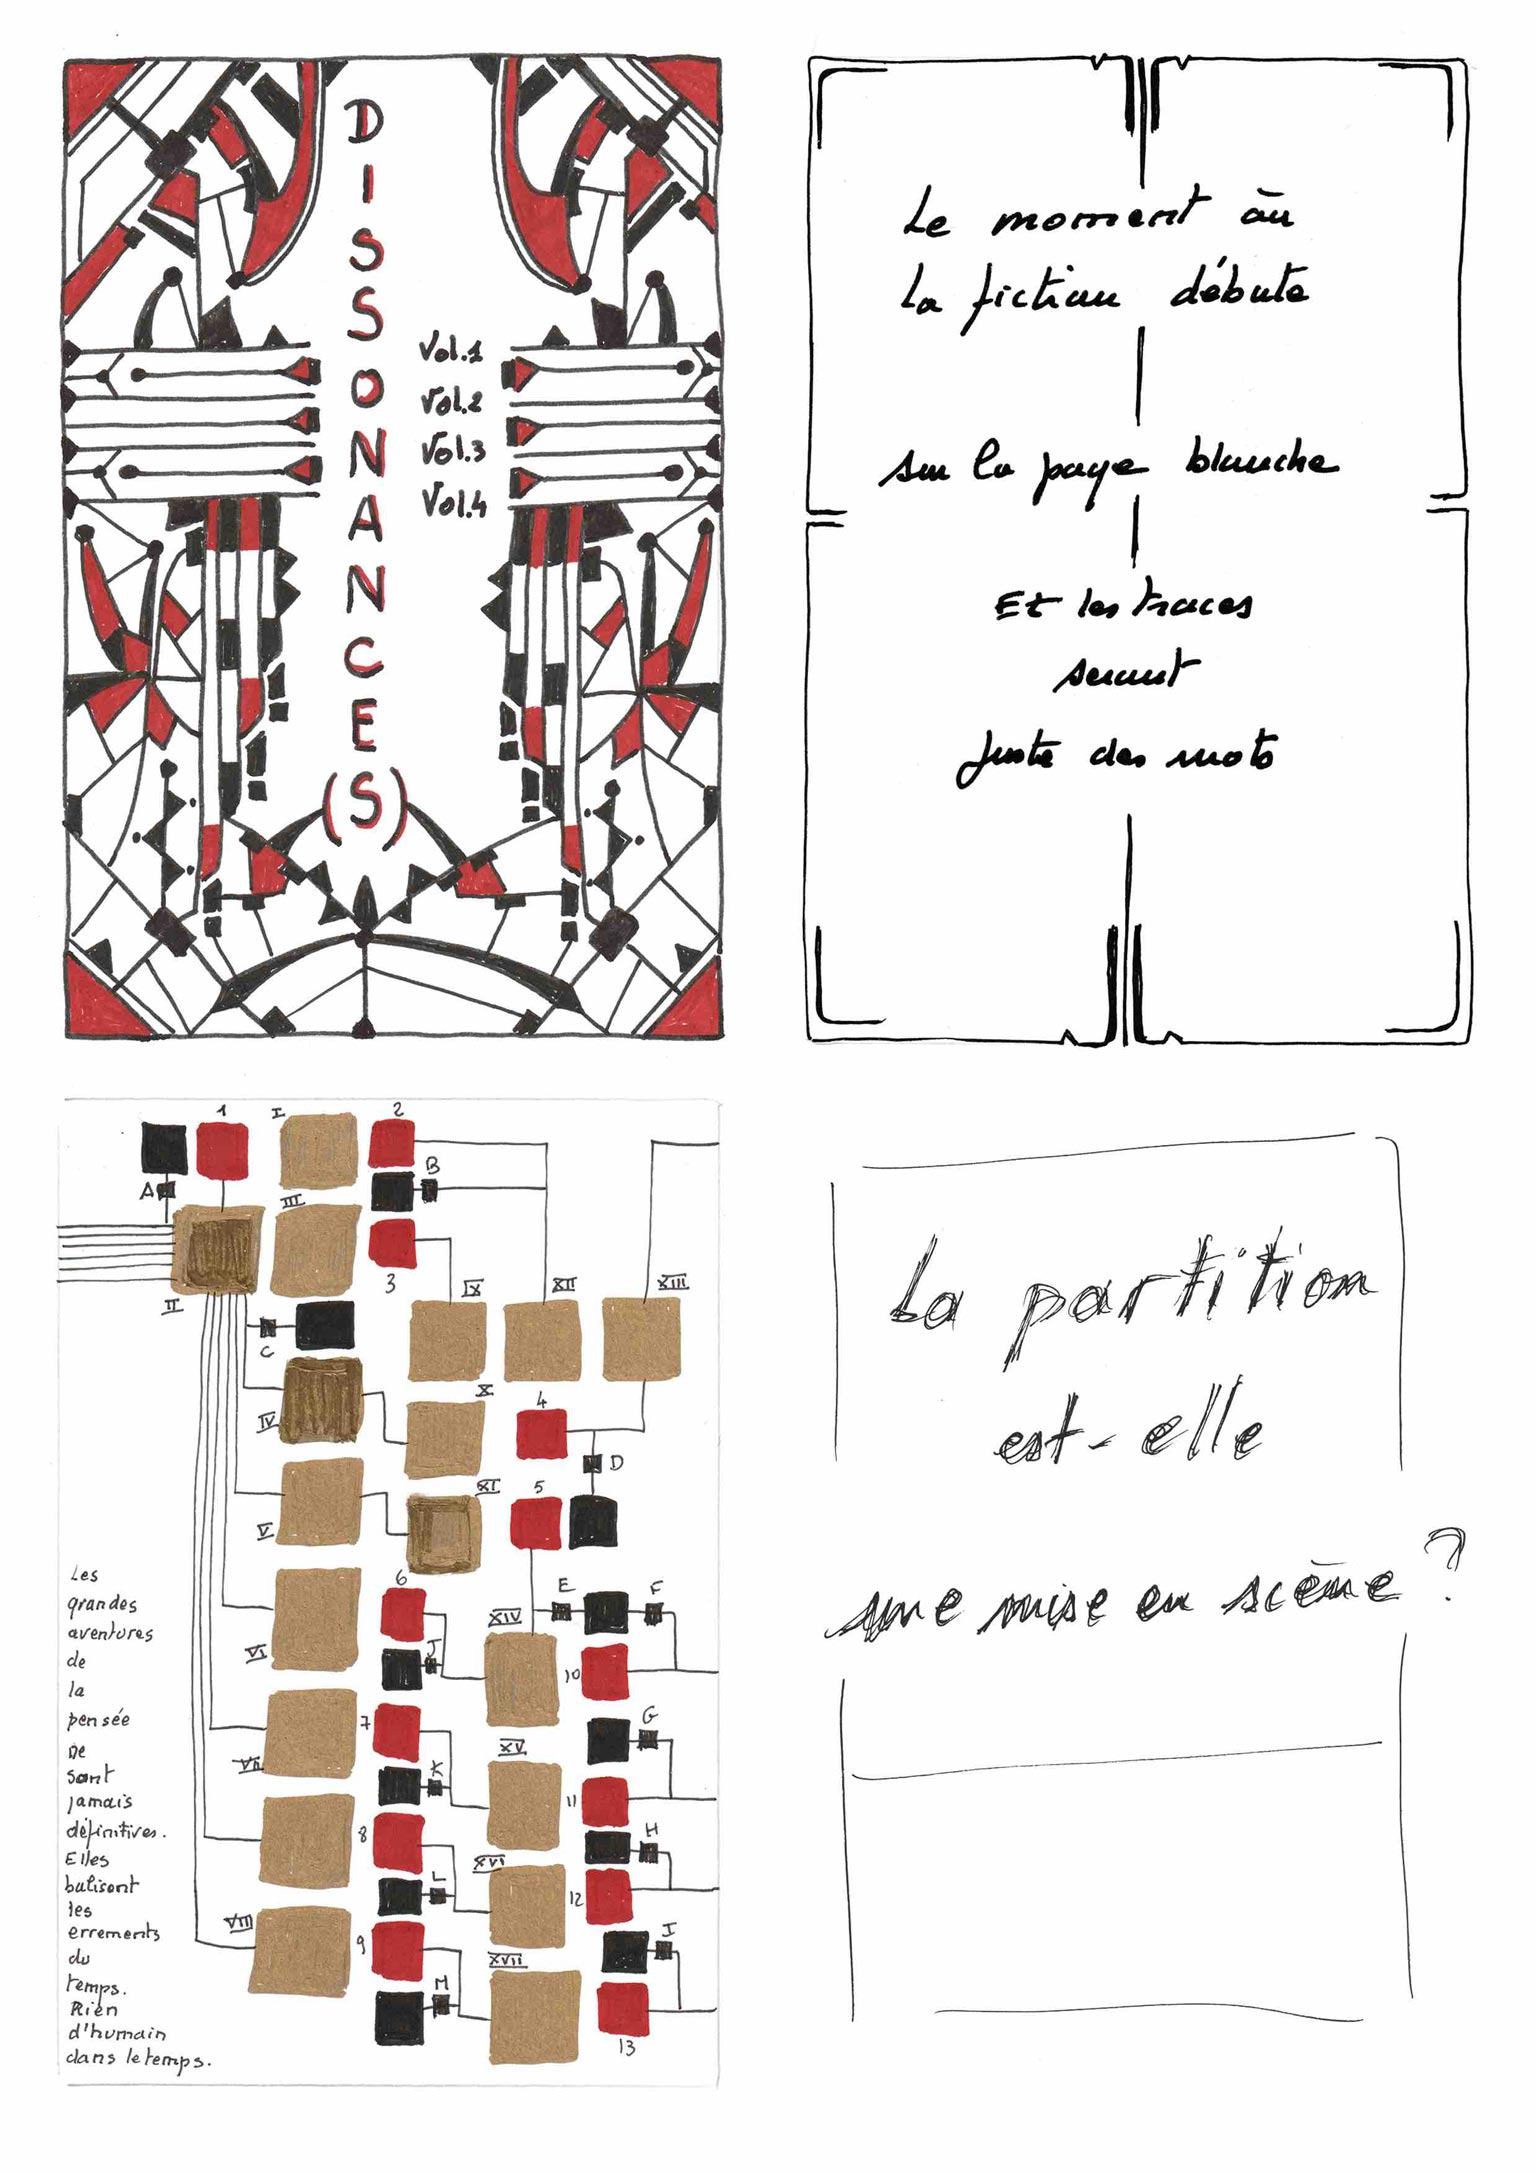 DISSONANCE(S)
Vol.1
Vol.2
Vol.3
Vol.4
Le moment où
la fiction débute
sur la page blanche
Et les traces
seront
juste des mots
1
I
2
A
B
III
3
II
IX
XII
XIII
C
X
4
IV
D
XI
5
V
6
E
F
XIV
J
10
VI
7
G
XV
VII
K
11
8
H
XVI
L
12
VIII
9
I
XVII
M
13
Les
grandes
aventures
de
la
pensée
ne
sont
jamais
définitives.
Elles
balisent
les
errements
du
temps.
Rien
d'humain
dans le temps.
La partition
est-elle
une mise en scène ?